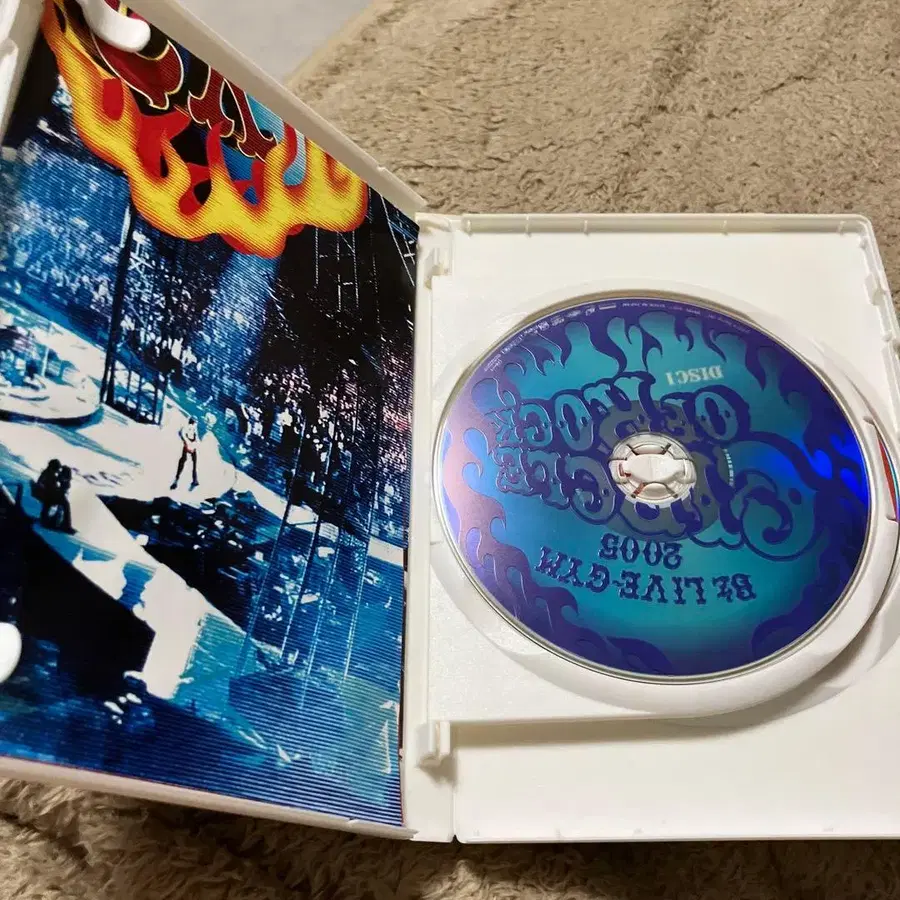 B'z LIVE-GYM
2005
CIRCLE
OF ROCK
DISC1